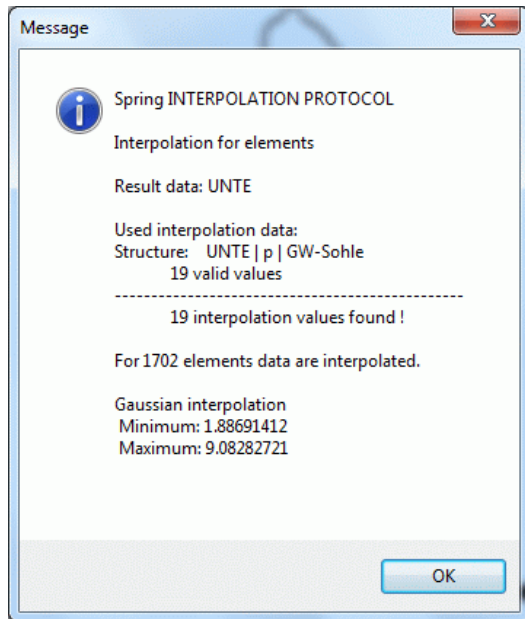 Message
Spring INTERPOLATION PROTOCOL
Interpolation for elements
Result data: UNTE
Used interpolation data:
Structure: UNTE | p | GW-Sohle
19 valid values
------------------------------------------------
19 interpolation values found !
For 1702 elements data are interpolated.
Gaussian interpolation
Minimum: 1.88691412
Maximum: 9.08282721
OK